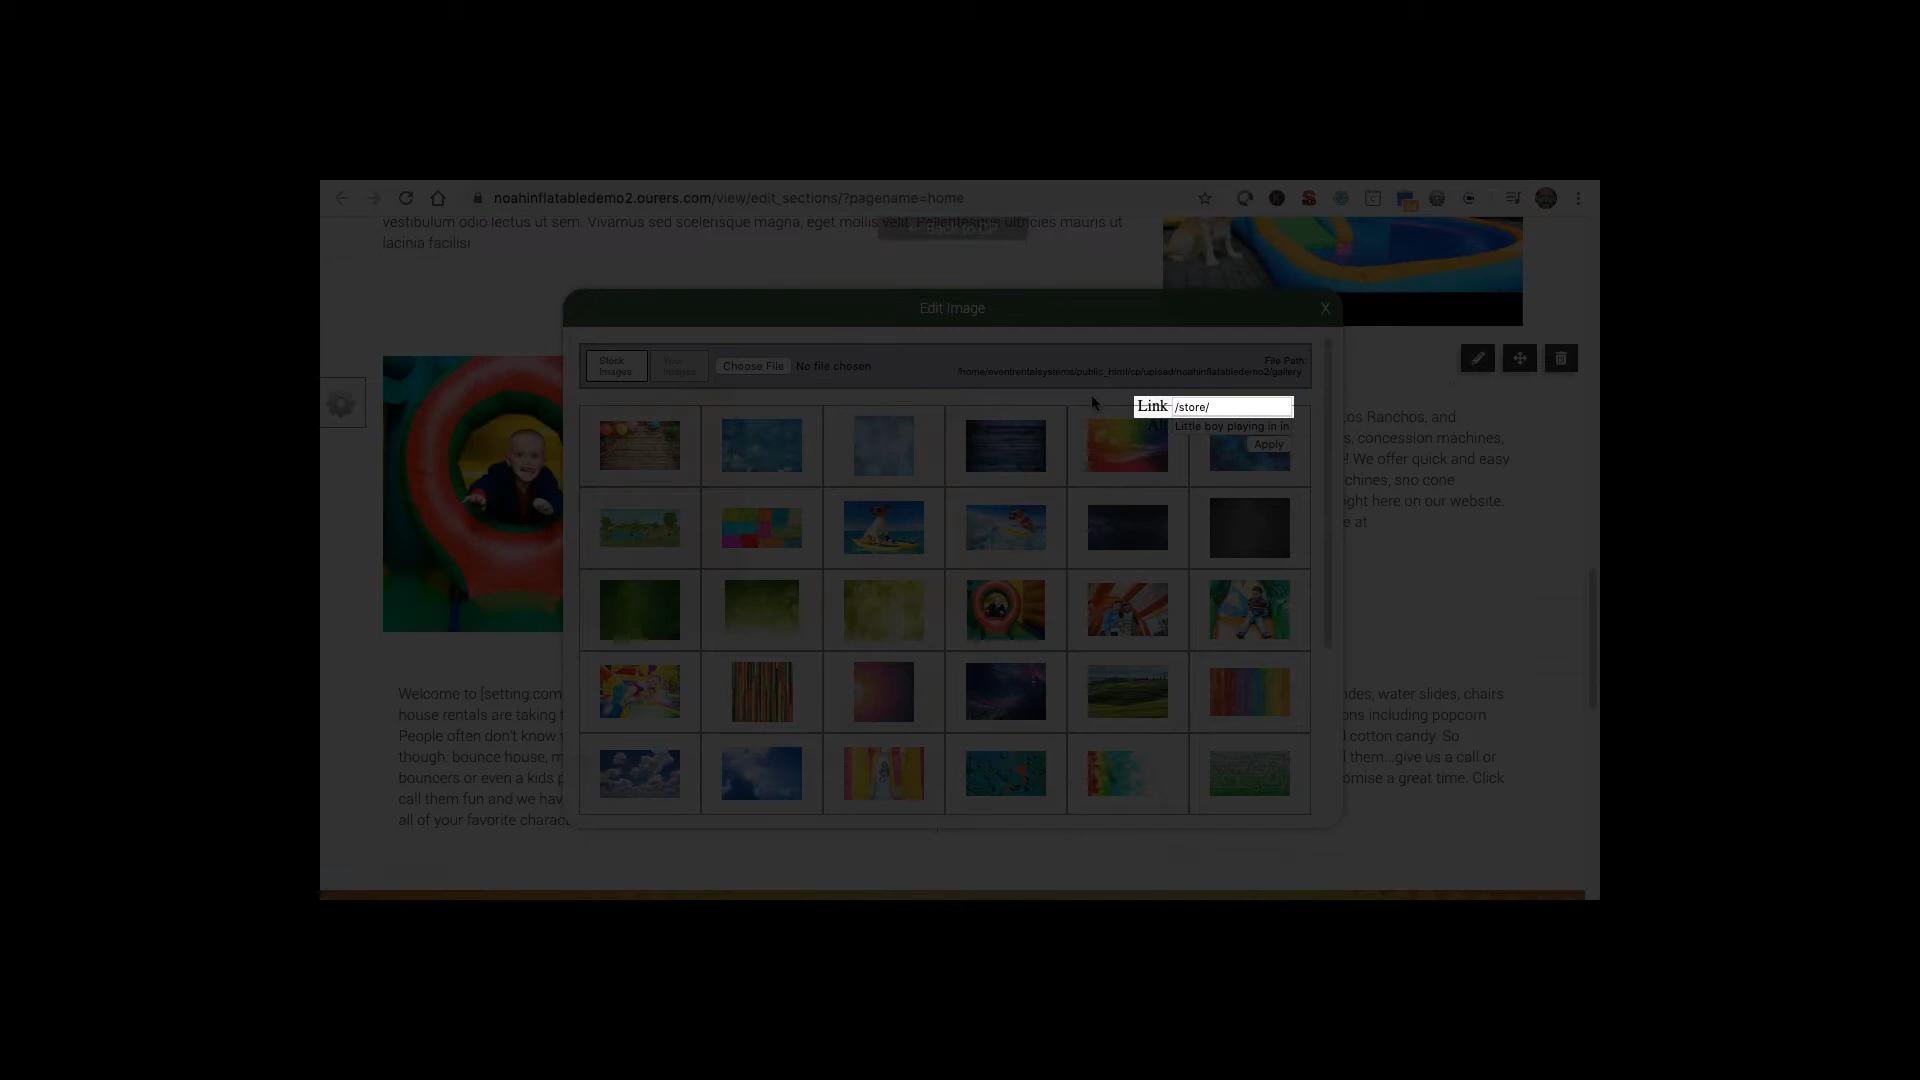 noahinflatabledemo2.ourers.com/view/edit_sections/?pagename=home
vestibulum odio lectus ut sem. Vivamus sed scelerisque magna, eget mollis velit. Pellentesque ultricies mauris ut
lacinia facilisi
Edit Image
X
Stock
Images
Your
Images
Choose File No file chosen
File Path:
/home/eventrentalsystems/public_html/cp/upload/noahinflatabledemo2/gallery
Link /store/
Alt Little boy playing in in
Apply
Los Ranchos, and
s, concession machines,
! We offer quick and easy
chines, sno cone
ght here on our website.
e at
Welcome to [setting.com
house rentals are taking
People often don't know
though: bounce house, m
bouncers or even a kids p
call them fun and we hav
all of your favorite charac
ides, water slides, chairs
ons including popcorn
cotton candy. So
them...give us a call or
omise a great time. Click